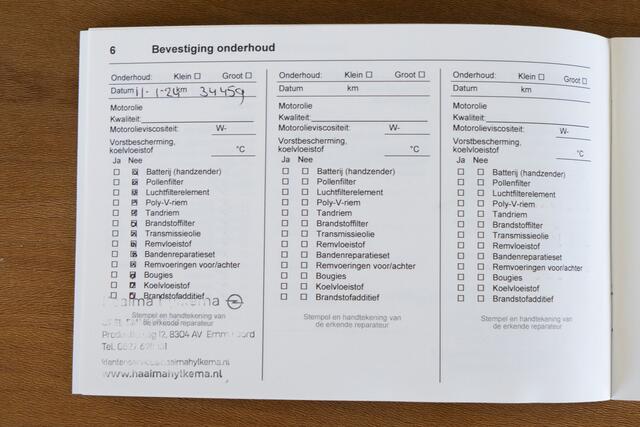 6 Bevestiging onderhoud
Onderhoud: Klein ☐ Groot ☐
Datum 11-1-24 km 34459
Motorolie
Kwaliteit:
Motorolieviscositeit: W-
Vorstbescherming,
koelvloeistof °C
Ja Nee
Batterij (handzender)
Pollenfilter
Luchtfilterelement
Poly-V-riem
Tandriem
Brandstoffilter
Transmissieolie
Remvloeistof
Bandenreparatieset
Remvoeringen voor/achter
Bougies
Koelvloeistof
Brandstofadditief
Stempel en handtekening van
de erkende reparateur
8304 AV
www.haaimahylkema.nl
Onderhoud: Klein ☐ Groot ☐
Datum km
Motorolie
Kwaliteit:
Motorolieviscositeit: W-
Vorstbescherming,
koelvloeistof °C
Ja Nee
Batterij (handzender)
Pollenfilter
Luchtfilterelement
Poly-V-riem
Tandriem
Brandstoffilter
Transmissieolie
Remvloeistof
Bandenreparatieset
Remvoeringen voor/achter
Bougies
Koelvloeistof
Brandstofadditief
Stempel en handtekening van
de erkende reparateur
Onderhoud: Klein ☐ Groot ☐
Datum km
Motorolie
Kwaliteit:
Motorolieviscositeit: W-
Vorstbescherming,
koelvloeistof °C
Ja Nee
Batterij (handzender)
Pollenfilter
Luchtfilterelement
Poly-V-riem
Tandriem
Brandstoffilter
Transmissieolie
Remvloeistof
Bandenreparatieset
Remvoeringen voor/achter
Bougies
Koelvloeistof
Brandstofadditief
Stempel en handtekening van
de erkende reparateur